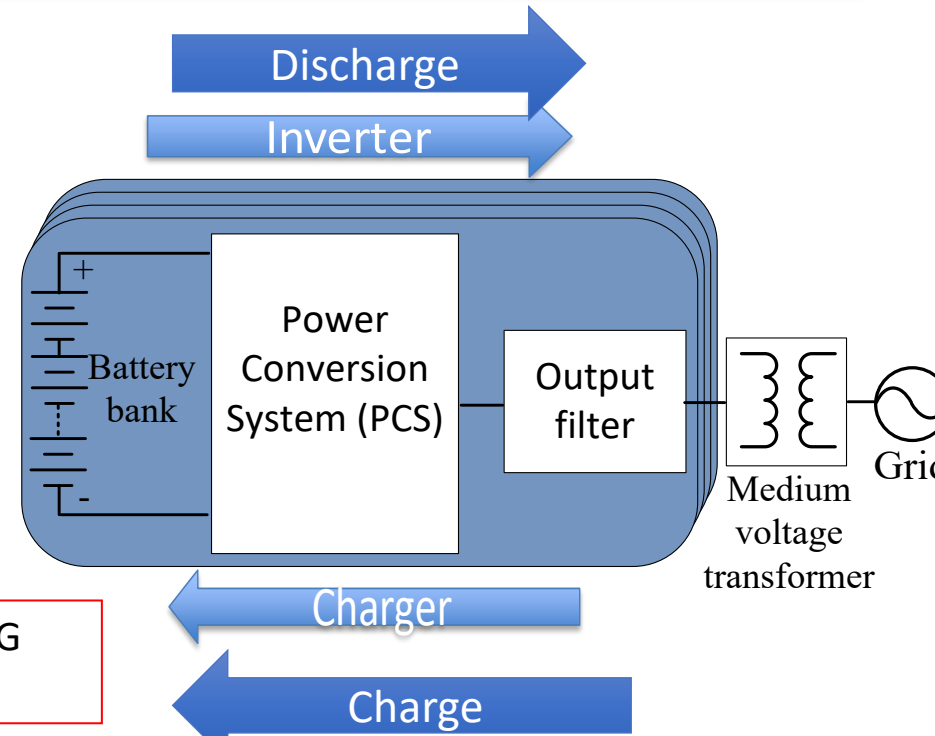 Discharge
Inverter
+
Battery
bank
-
Power
Conversion
System (PCS)
Output
filter
Medium
voltage
transformer
Charger
G
Charge